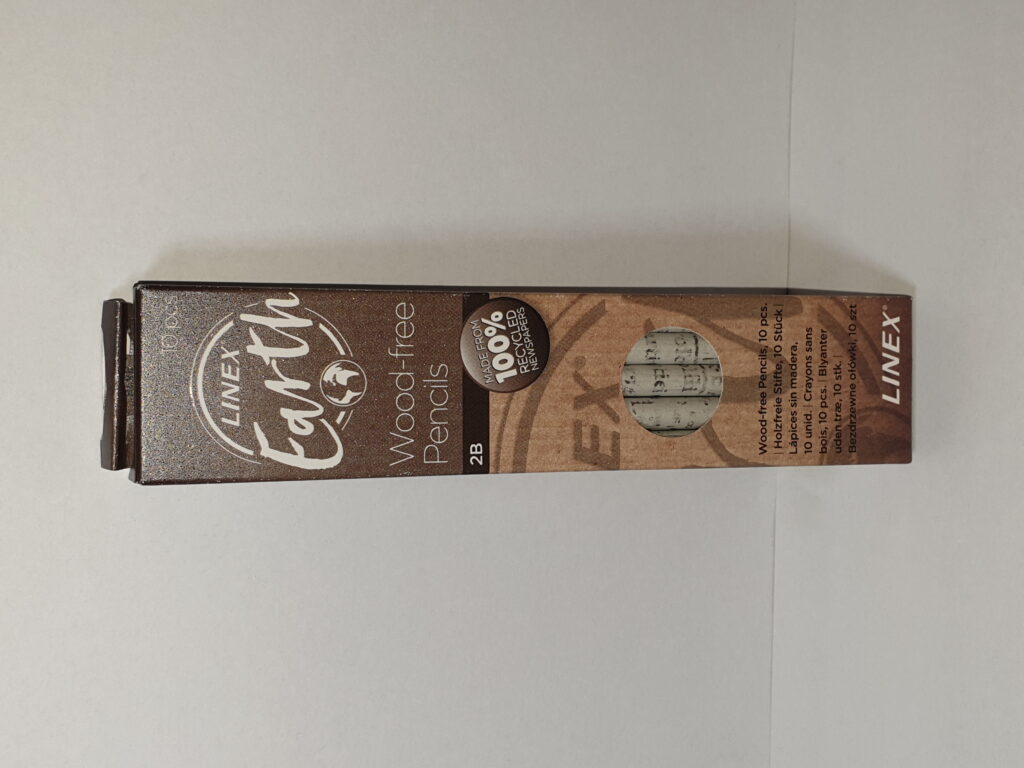 10 pcs
LINEX
Earth
Wood-free
Pencils
2B
MADE FROM
100%
RECYCLED
NEWSPAPERS
EX®
Wood-free Pencils, 10 pcs.
| Holzfreie Stifte, 10 Stück |
Lápices sin madera,
10 unid. | Crayons sans
bois, 10 pcs. | Blyanter
uden træ, 10 stk. |
Bezdrzewne ołówki, 10 szt
LINEX®